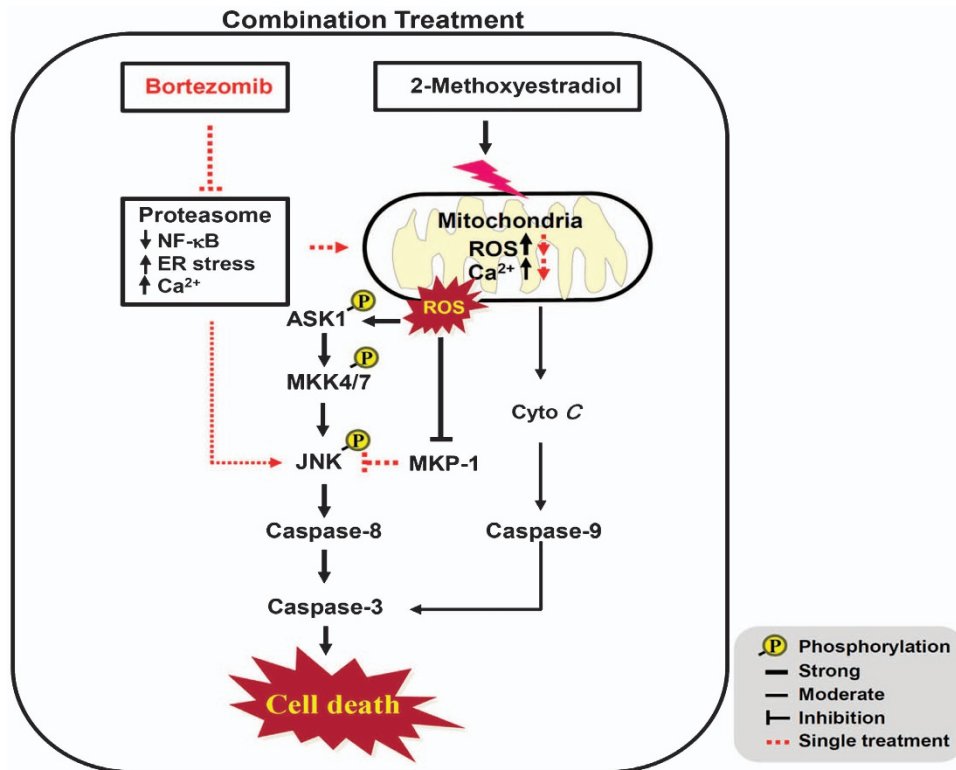 Combination Treatment
Bortezomib
2-Methoxyestradiol
Proteasome
NF-κB
ER stress
Ca²⁺
Mitochondria
ROS
Ca²⁺
ROS
ASK1
P
MKK4/7
P
JNK
P
MKP-1
Cyto C
Caspase-8
Caspase-9
Caspase-3
Cell death
P Phosphorylation
Strong
Moderate
Inhibition
Single treatment